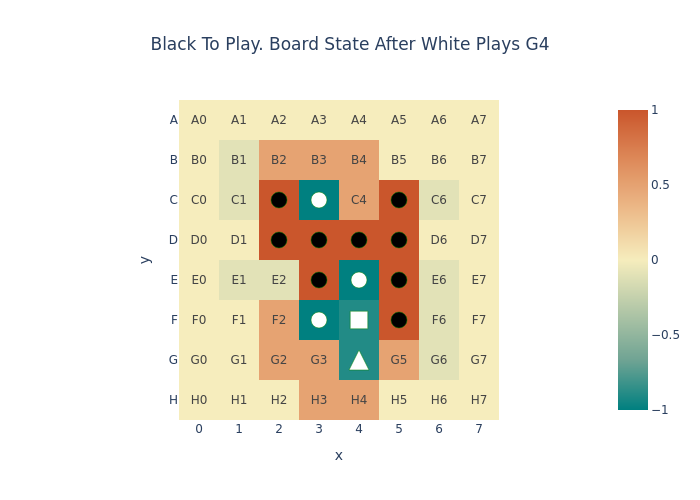 Black To Play. Board State After White Plays G4
A A0 A1 A2 A3 A4 A5 A6 A7
B B0 B1 B2 B3 B4 B5 B6 B7
C C0 C1 C4 C6 C7
D D0 D1 D6 D7
E E0 E1 E2 E6 E7
F F0 F1 F2 F6 F7
G G0 G1 G2 G3 G5 G6 G7
H H0 H1 H2 H3 H4 H5 H6 H7
0 1 2 3 4 5 6 7
x
y
1
0.5
0
−0.5
−1